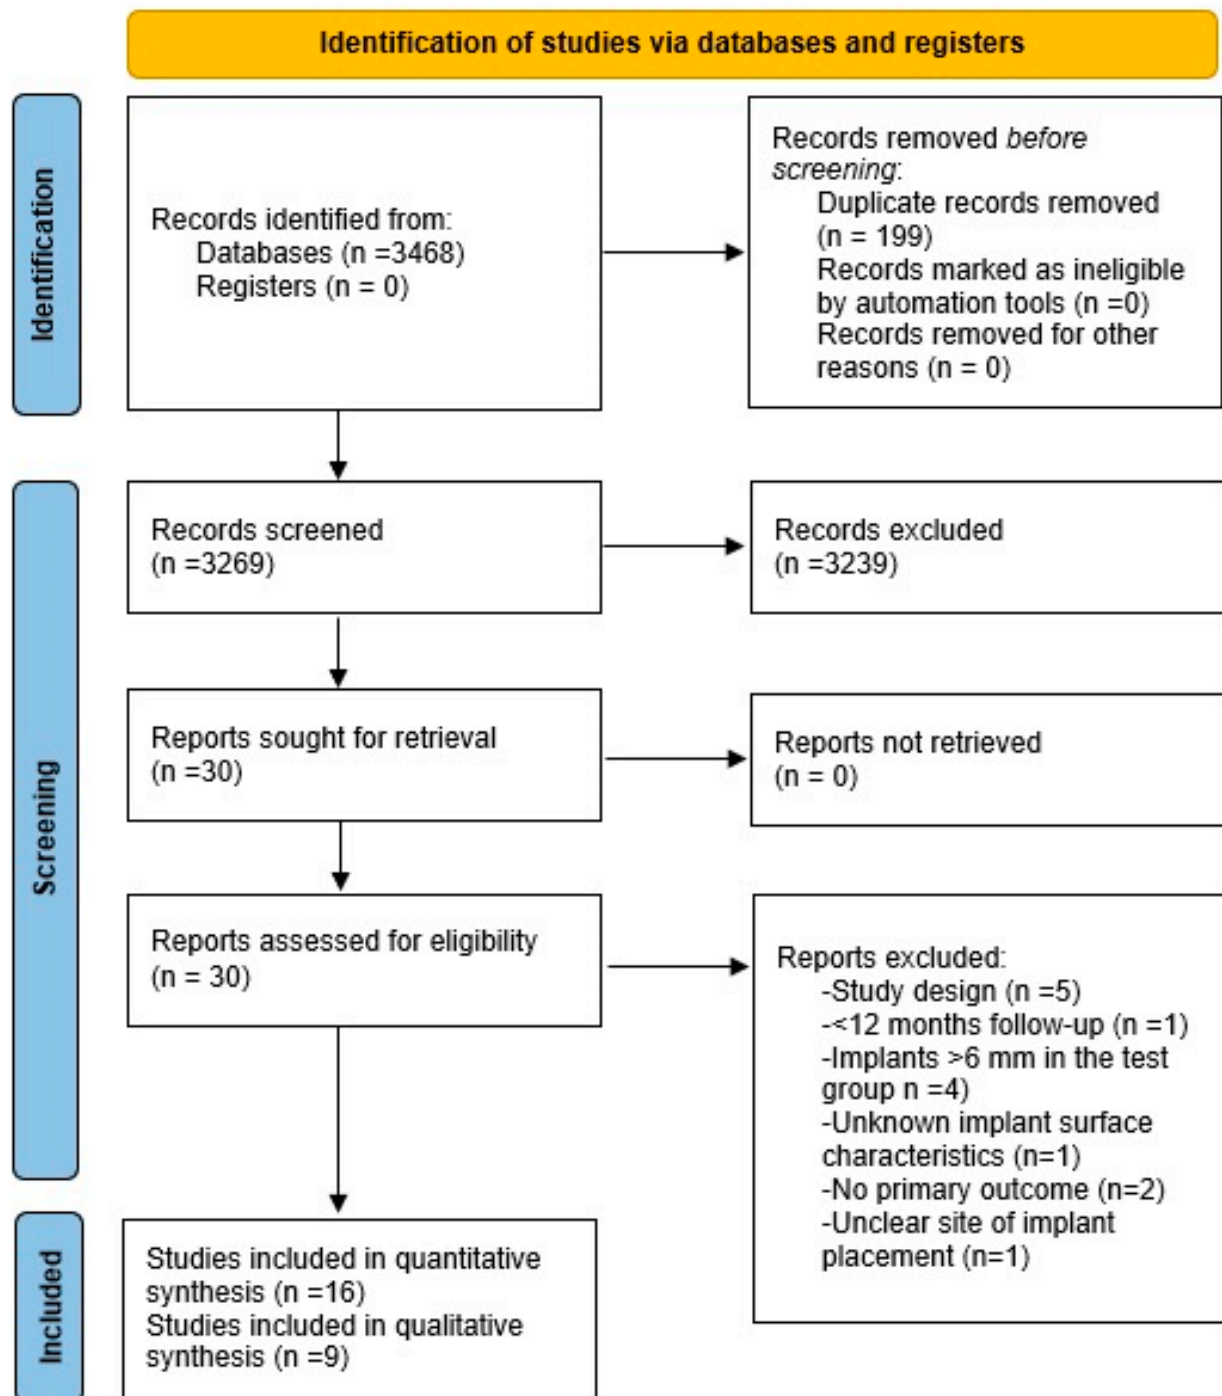 Identification of studies via databases and registers
Identification
Records identified from:
Databases (n =3468)
Registers (n = 0)
Records removed before
screening:
Duplicate records removed
(n = 199)
Records marked as ineligible
by automation tools (n =0)
Records removed for other
reasons (n = 0)
Screening
Records screened
(n =3269)
Records excluded
(n =3239)
Reports sought for retrieval
(n =30)
Reports not retrieved
(n = 0)
Reports assessed for eligibility
(n = 30)
Reports excluded:
-Study design (n =5)
-<12 months follow-up (n =1)
-Implants >6 mm in the test
group n =4)
-Unknown implant surface
characteristics (n=1)
-No primary outcome (n=2)
-Unclear site of implant
placement (n=1)
Included
Studies included in quantitative
synthesis (n =16)
Studies included in qualitative
synthesis (n =9)